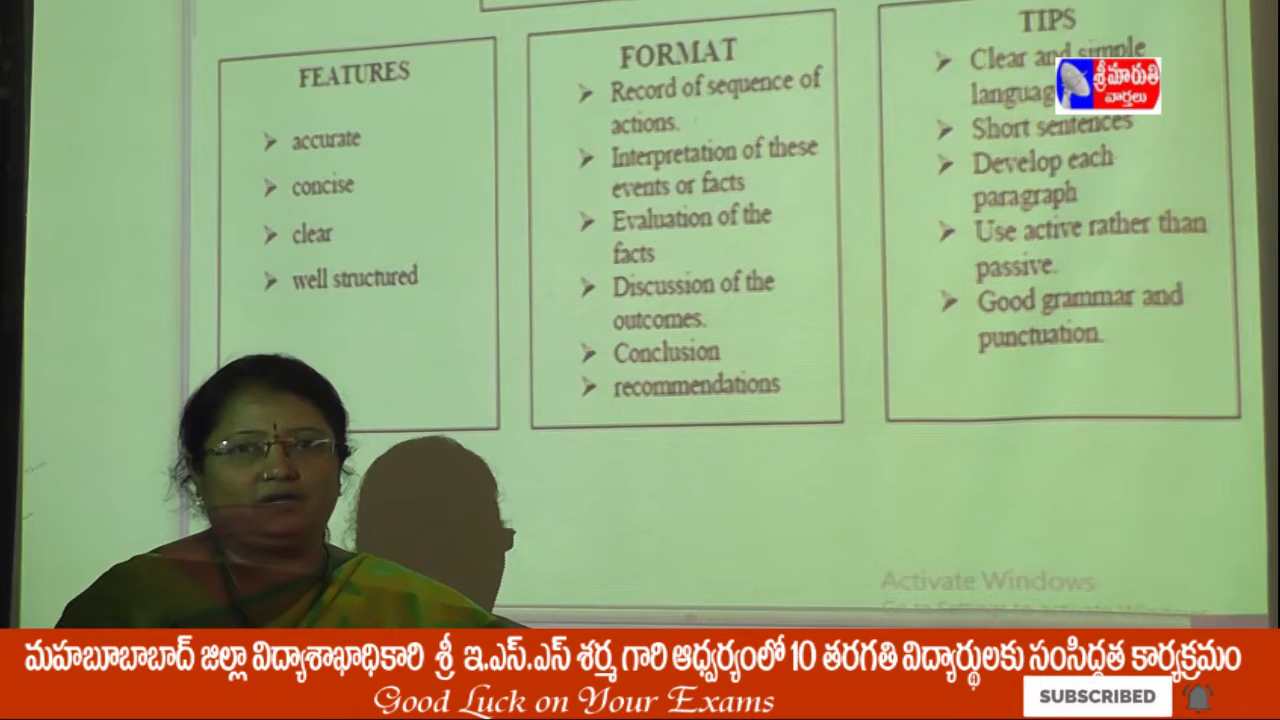 FEATURES
➢ accurate
➢ concise
➢ clear
➢ well structured
FORMAT
➢ Record of sequence of
actions.
➢ Interpretation of these
events or facts
➢ Evaluation of the
facts
➢ Discussion of the
outcomes.
➢ Conclusion
➢ recommendations
TIPS
➢ Clear and simple
languag
➢ Short sentences
➢ Develop each
paragraph
➢ Use active rather than
passive.
➢ Good grammar and
punctuation.
శ్రీమారుతి
వార్తలు
Activate Windows
మహబూబాబాద్ జిల్లా విద్యాశాఖాధికారి శ్రీ ఇ.ఎస్.ఎస్ శర్మ గారి ఆధ్వర్యంలో 10 తరగతి విద్యార్థులకు సంసిద్ధత కార్యక్రమం
Good Luck on Your Exams
SUBSCRIBED